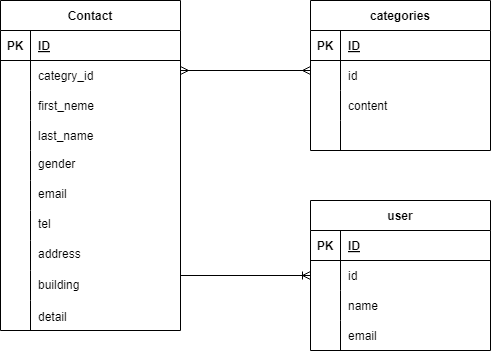 Contact
PK ID
categry_id
first_neme
last_name
gender
email
tel
address
building
detail
categories
PK ID
id
content
user
PK ID
id
name
email